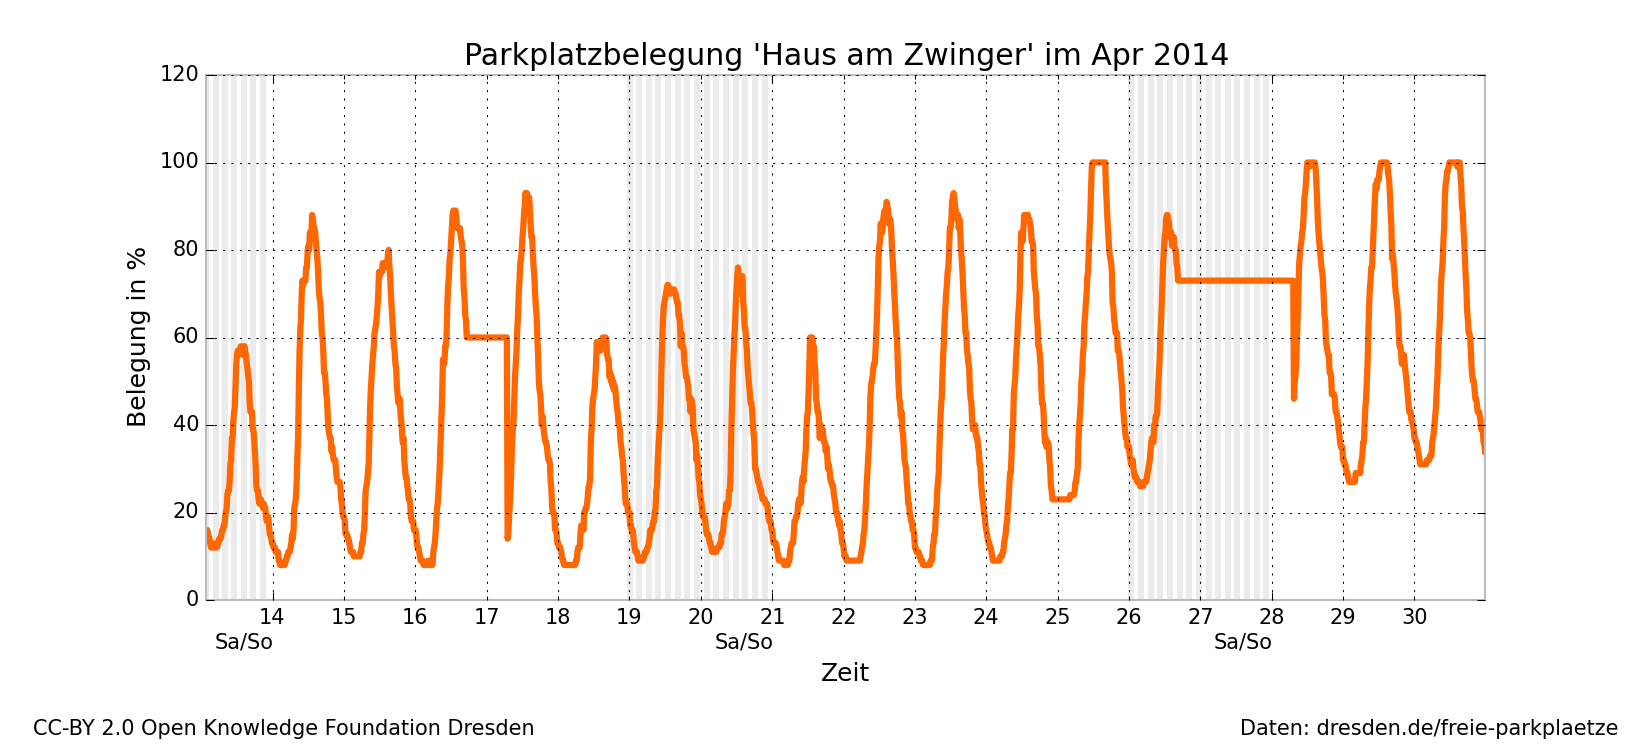 Parkplatzbelegung 'Haus am Zwinger' im Apr 2014
120
100
80
60
40
20
0
Belegung in %
14 15 16 17 18 19 20 21 22 23 24 25 26 27 28 29 30
Sa/So Sa/So Sa/So
Zeit
CC-BY 2.0 Open Knowledge Foundation Dresden
Daten: dresden.de/freie-parkplaetze